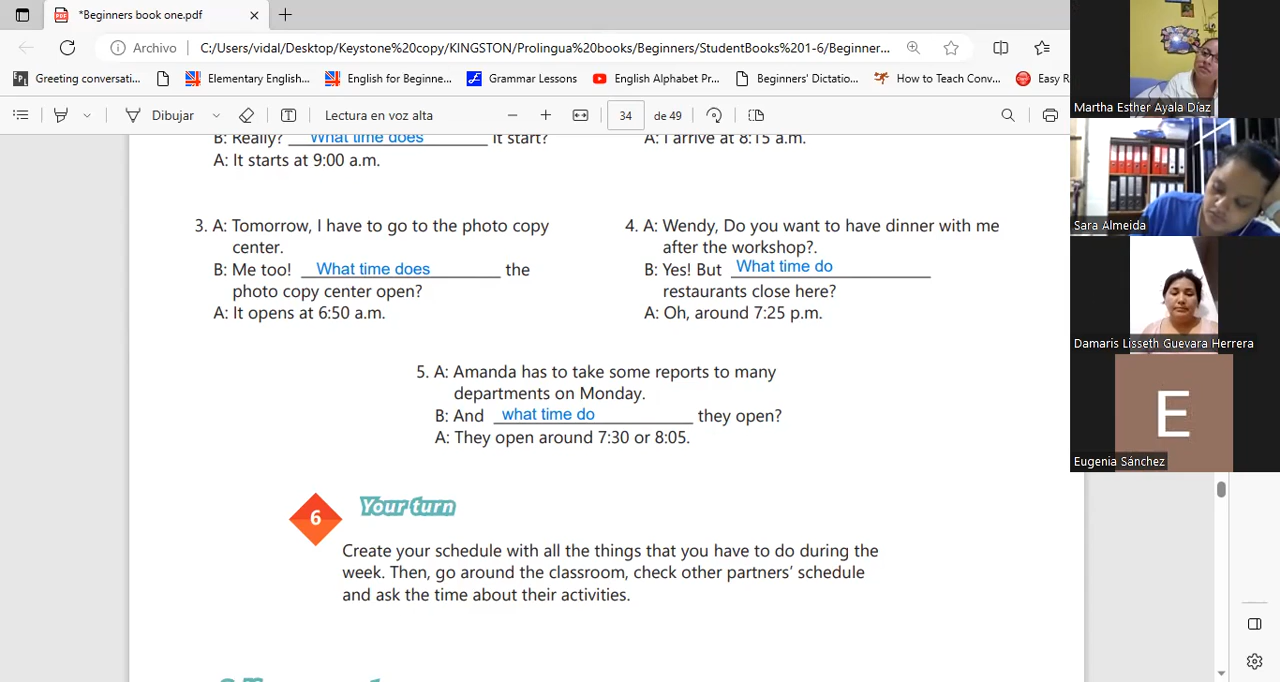 *Beginners book one.pdf
Archivo
C:/Users/vidal/Desktop/Keystone%20copy/KINGSTON/Prolingua%20books/Beginners/StudentBooks%201-6/Beginner...
Greeting conversati...
Elementary English...
English for Beginne...
Grammar Lessons
English Alphabet Pr...
Beginners' Dictatio...
How to Teach Conv...
Easy R
Dibujar
Lectura en voz alta
34 de 49
B: Really? What time does it start?
A: It starts at 9:00 a.m.
A: I arrive at 8:15 a.m.
3. A: Tomorrow, I have to go to the photo copy
center.
B: Me too! What time does the
photo copy center open?
A: It opens at 6:50 a.m.
4. A: Wendy, Do you want to have dinner with me
after the workshop?.
B: Yes! But What time do
restaurants close here?
A: Oh, around 7:25 p.m.
5. A: Amanda has to take some reports to many
departments on Monday.
B: And what time do they open?
A: They open around 7:30 or 8:05.
6
Your turn
Create your schedule with all the things that you have to do during the
week. Then, go around the classroom, check other partners' schedule
and ask the time about their activities.
Martha Esther Ayala Díaz
Sara Almeida
Damaris Lisseth Guevara Herrera
E
Eugenia Sánchez